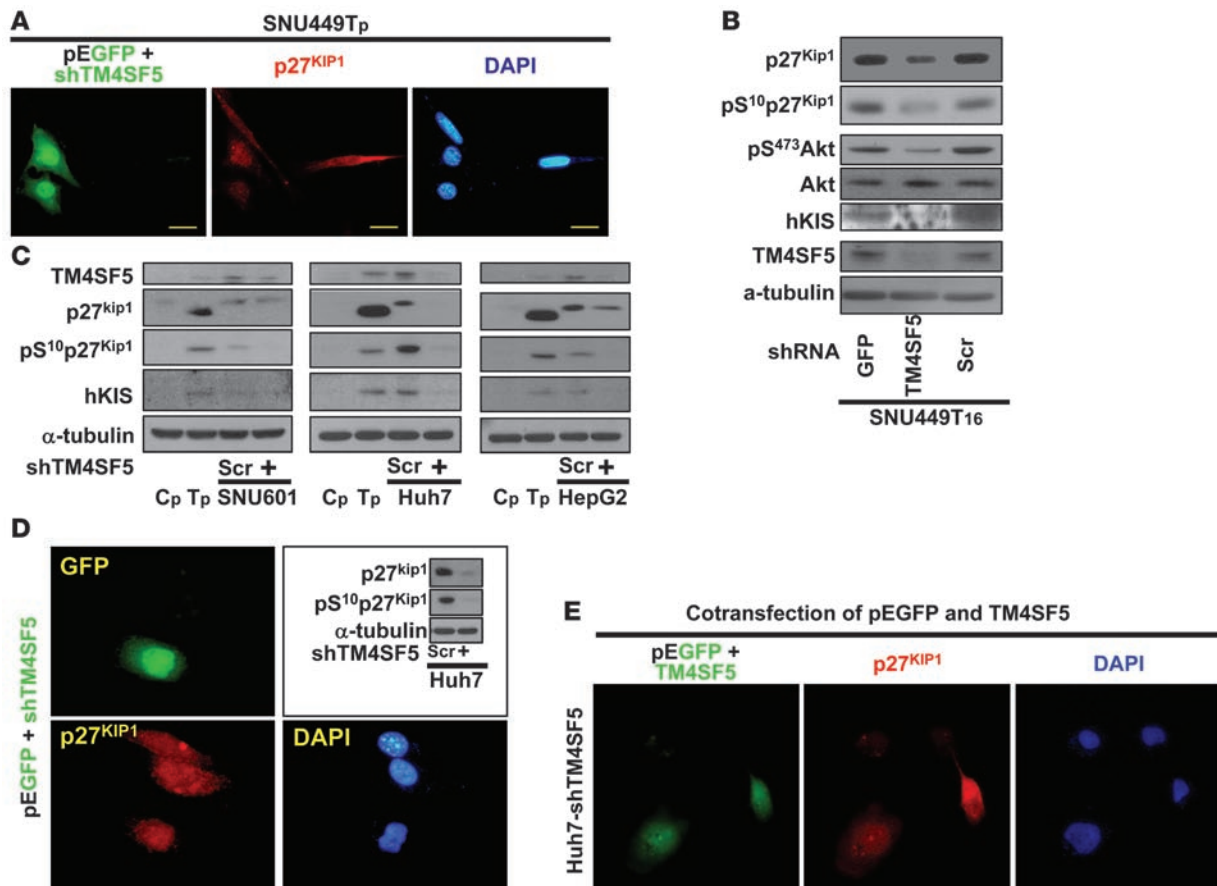 A
SNU449Tp
pEGFP +
shTM4SF5
p27KIP1
DAPI
B
p27Kip1
pS10p27Kip1
pS473Akt
Akt
hKIS
TM4SF5
a-tubulin
shRNA
GFP
TM4SF5
Scr
SNU449T16
C
TM4SF5
p27kip1
pS10p27Kip1
hKIS
α-tubulin
shTM4SF5
Scr +
Scr +
Scr +
Cp Tp SNU601
Cp Tp Huh7
Cp Tp HepG2
D
pEGFP + shTM4SF5
GFP
p27kip1
pS10p27Kip1
α-tubulin
shTM4SF5 Scr +
Huh7
p27KIP1
DAPI
E
Cotransfection of pEGFP and TM4SF5
pEGFP +
TM4SF5
p27KIP1
DAPI
Huh7-shTM4SF5